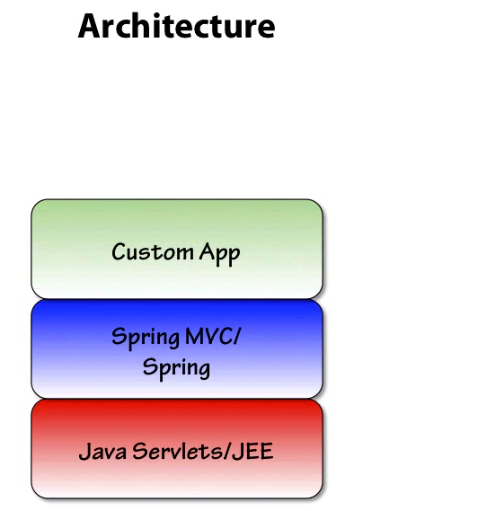 Architecture
Custom App
Spring MVC/
Spring
Java Servlets/JEE